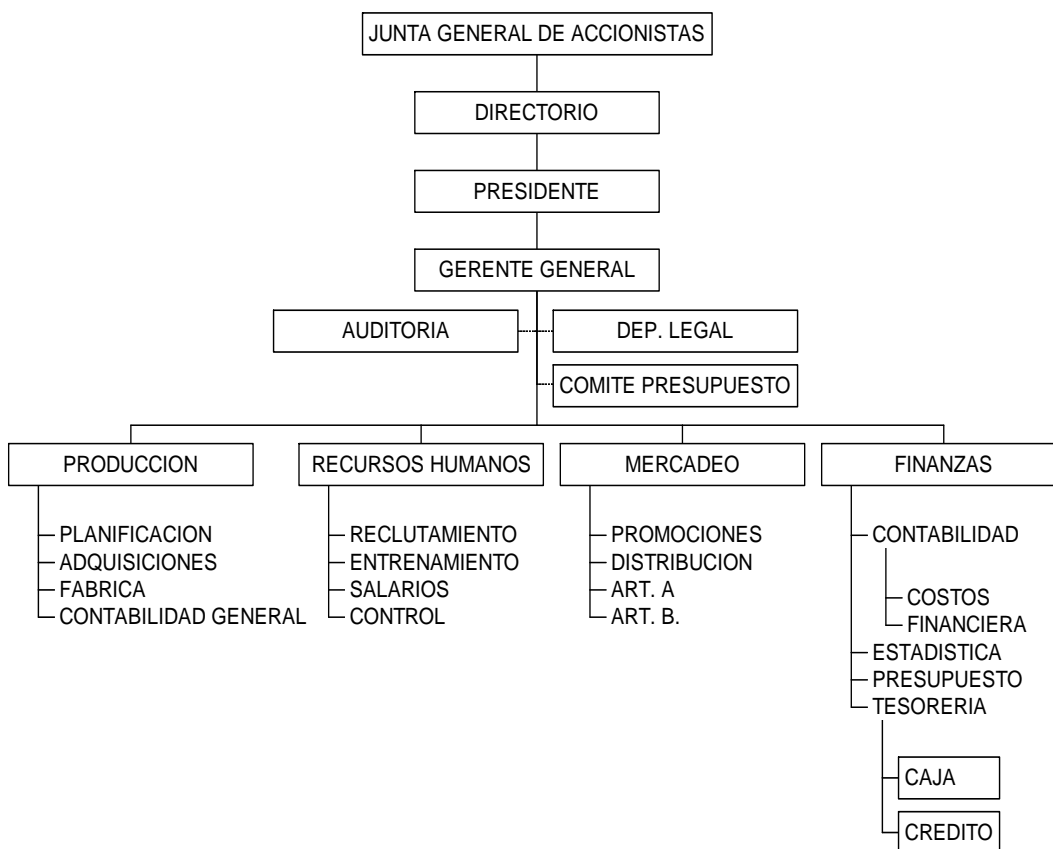 JUNTA GENERAL DE ACCIONISTAS
DIRECTORIO
PRESIDENTE
GERENTE GENERAL
AUDITORIA
DEP. LEGAL
COMITE PRESUPUESTO
PRODUCCION
PLANIFICACION
ADQUISICIONES
FABRICA
CONTABILIDAD GENERAL
RECURSOS HUMANOS
RECLUTAMIENTO
ENTRENAMIENTO
SALARIOS
CONTROL
MERCADEO
PROMOCIONES
DISTRIBUCION
ART. A
ART. B.
FINANZAS
CONTABILIDAD
COSTOS
FINANCIERA
ESTADISTICA
PRESUPUESTO
TESORERIA
CAJA
CREDITO